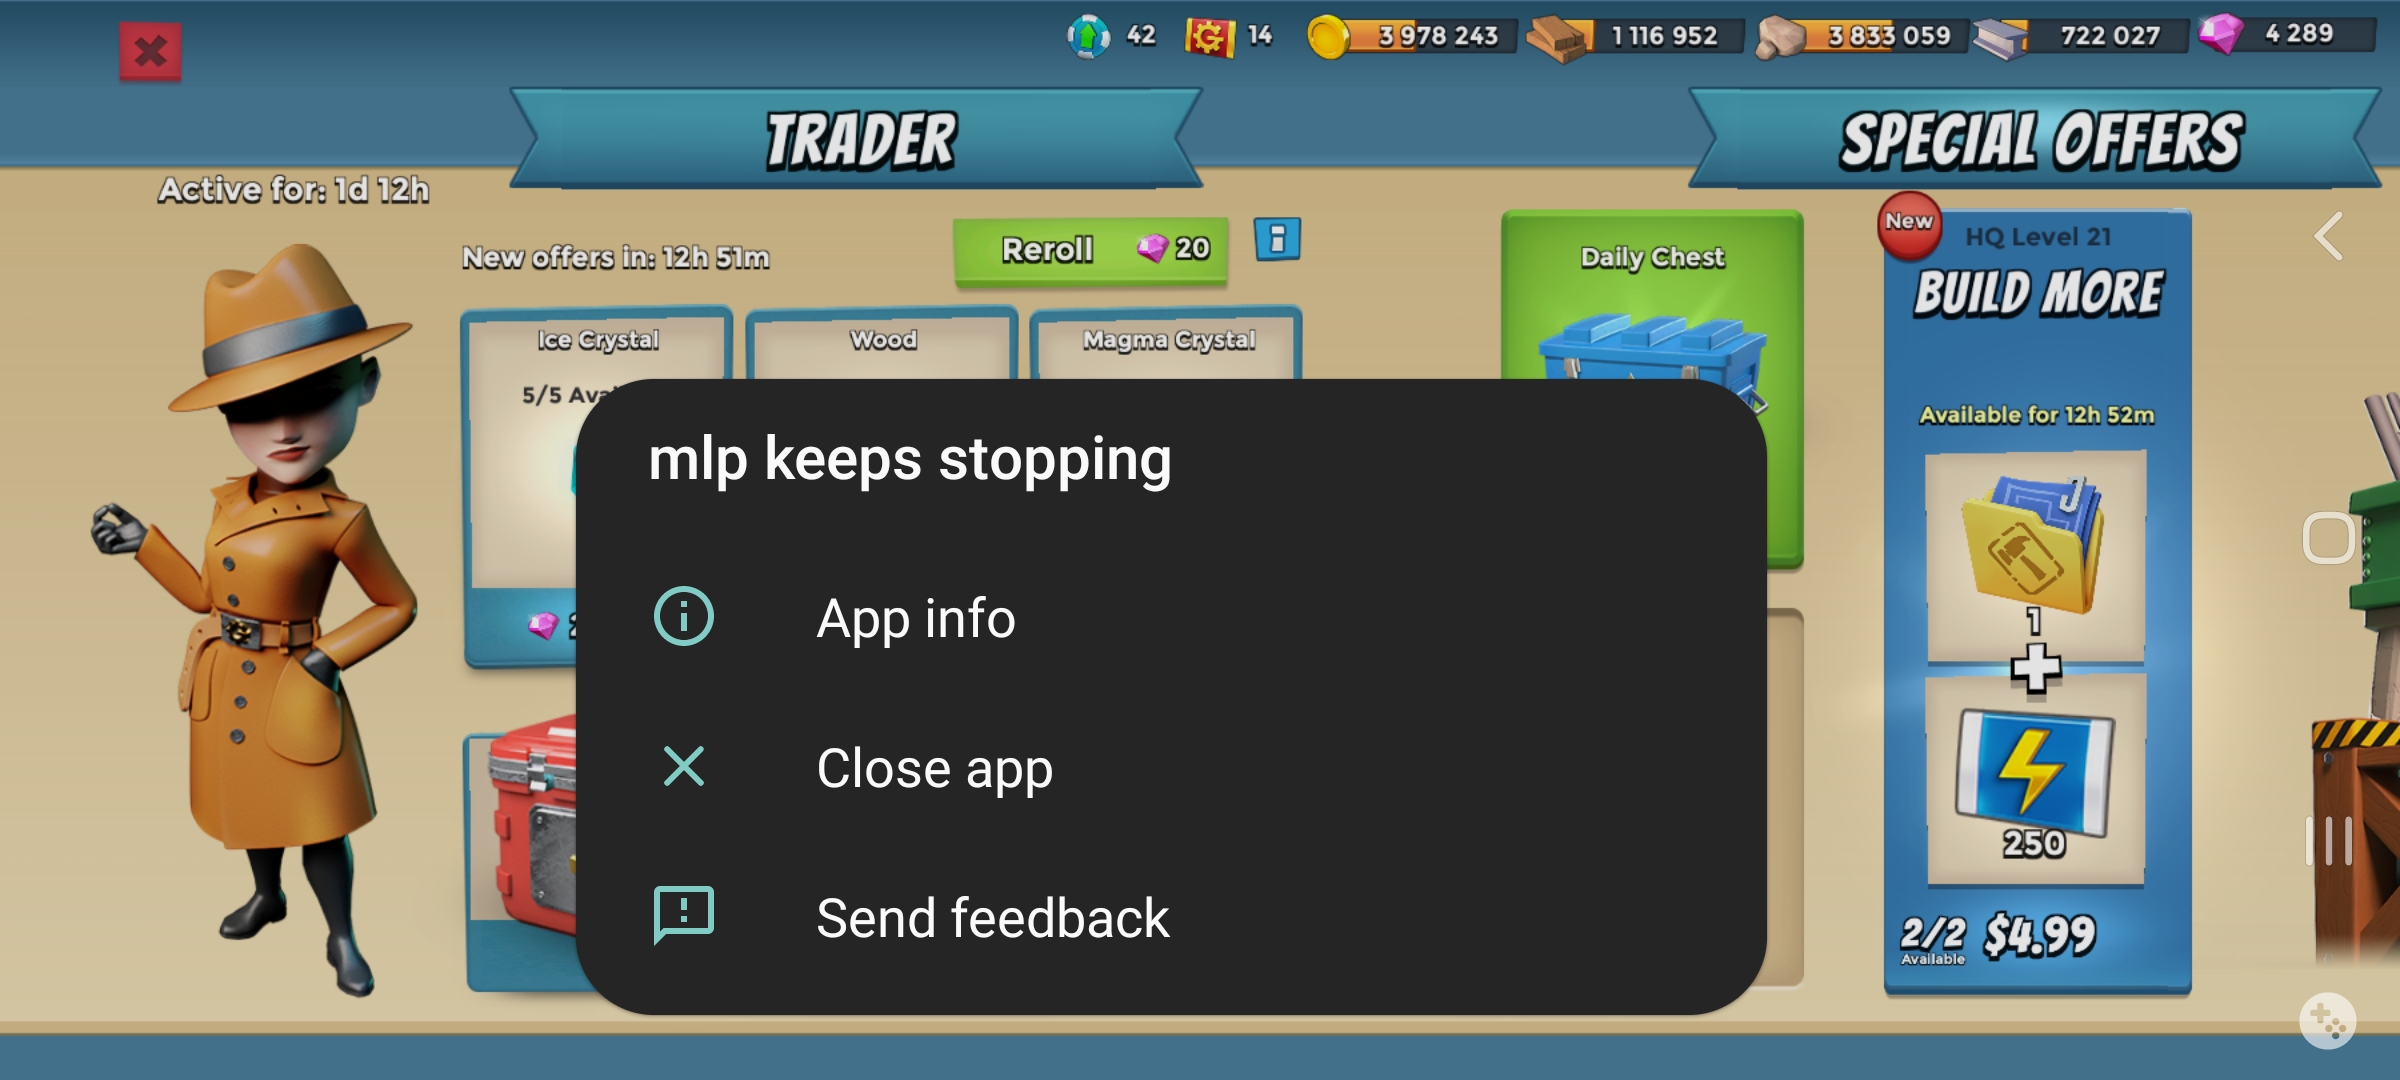 42
14
3 978 243
1 116 952
3 833 059
722 027
4 289
TRADER
SPECIAL OFFERS
Active for: 1d 12h
New offers in: 12h 51m
Reroll 20
Ice Crystal
5/5 Ava
Wood
Magma Crystal
Daily Chest
New
HQ Level 21
BUILD MORE
Available for 12h 52m
1
250
2/2
Available
$4.99
mlp keeps stopping
App info
Close app
Send feedback